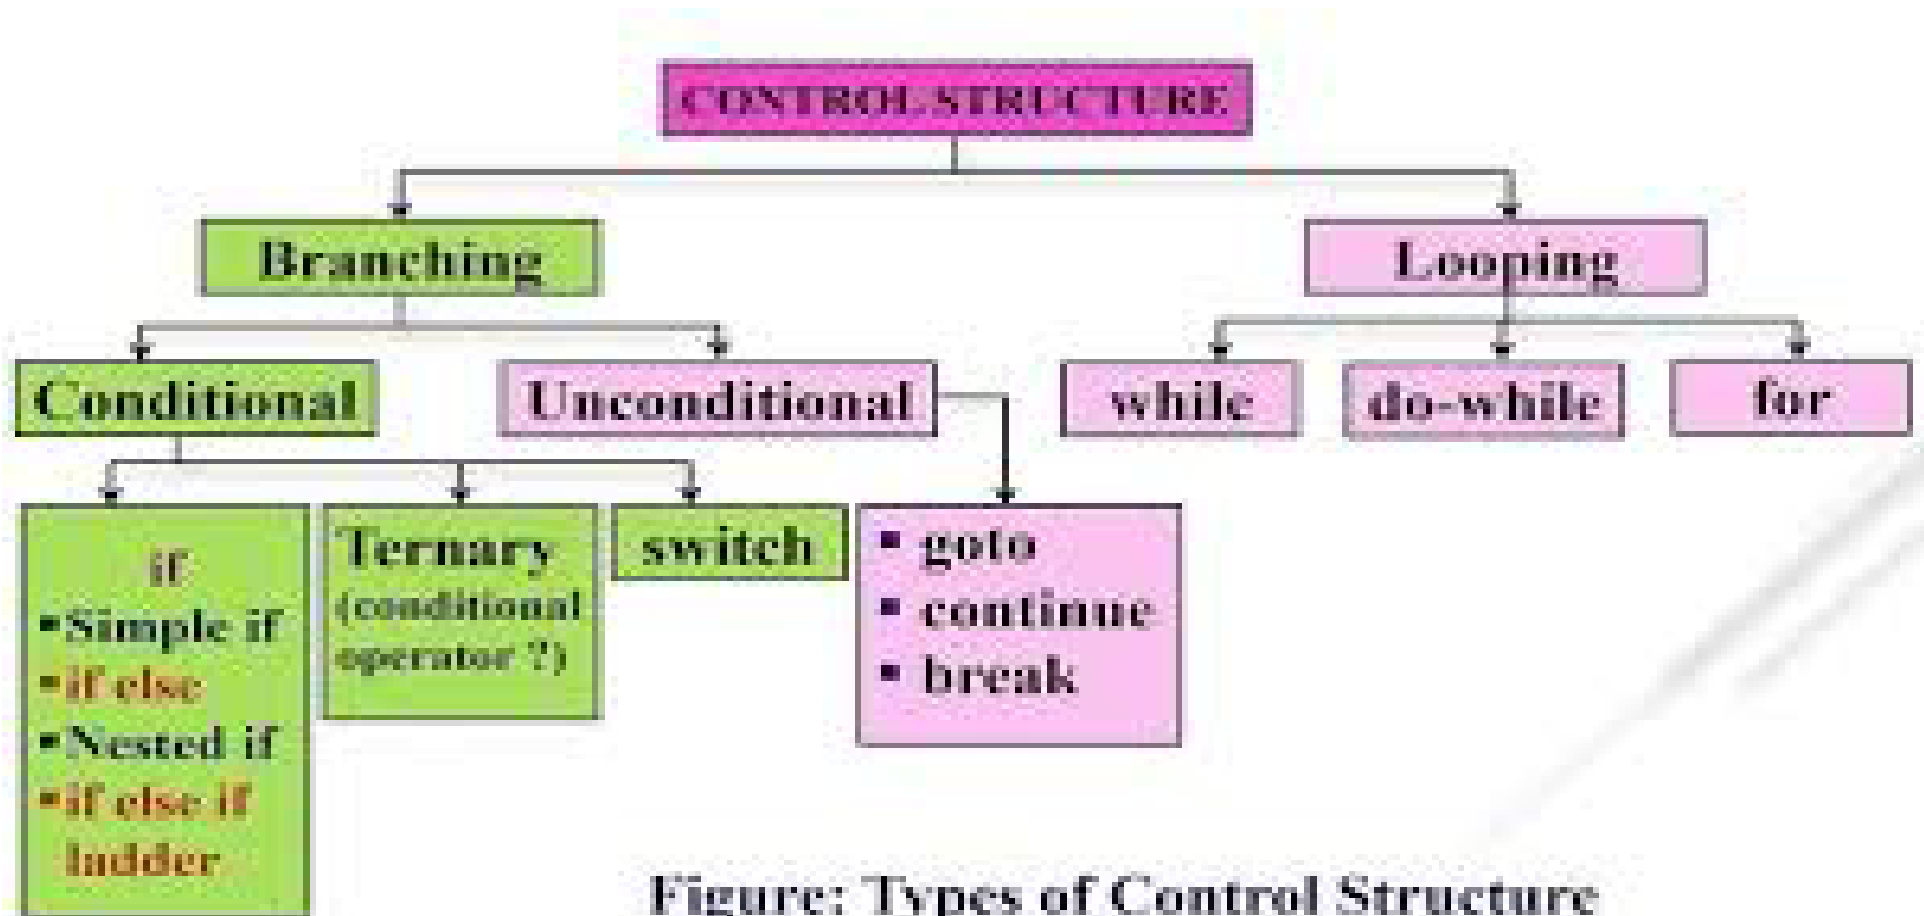 CONTROL STRUCTURE
Branching
Looping
Conditional
Unconditional
while
do-while
for
if
▪Simple if
▪if else
▪Nested if
▪if else if
ladder
Ternary
(conditional
operator ?)
switch
▪ goto
▪ continue
▪ break
Figure: Types of Control Structure